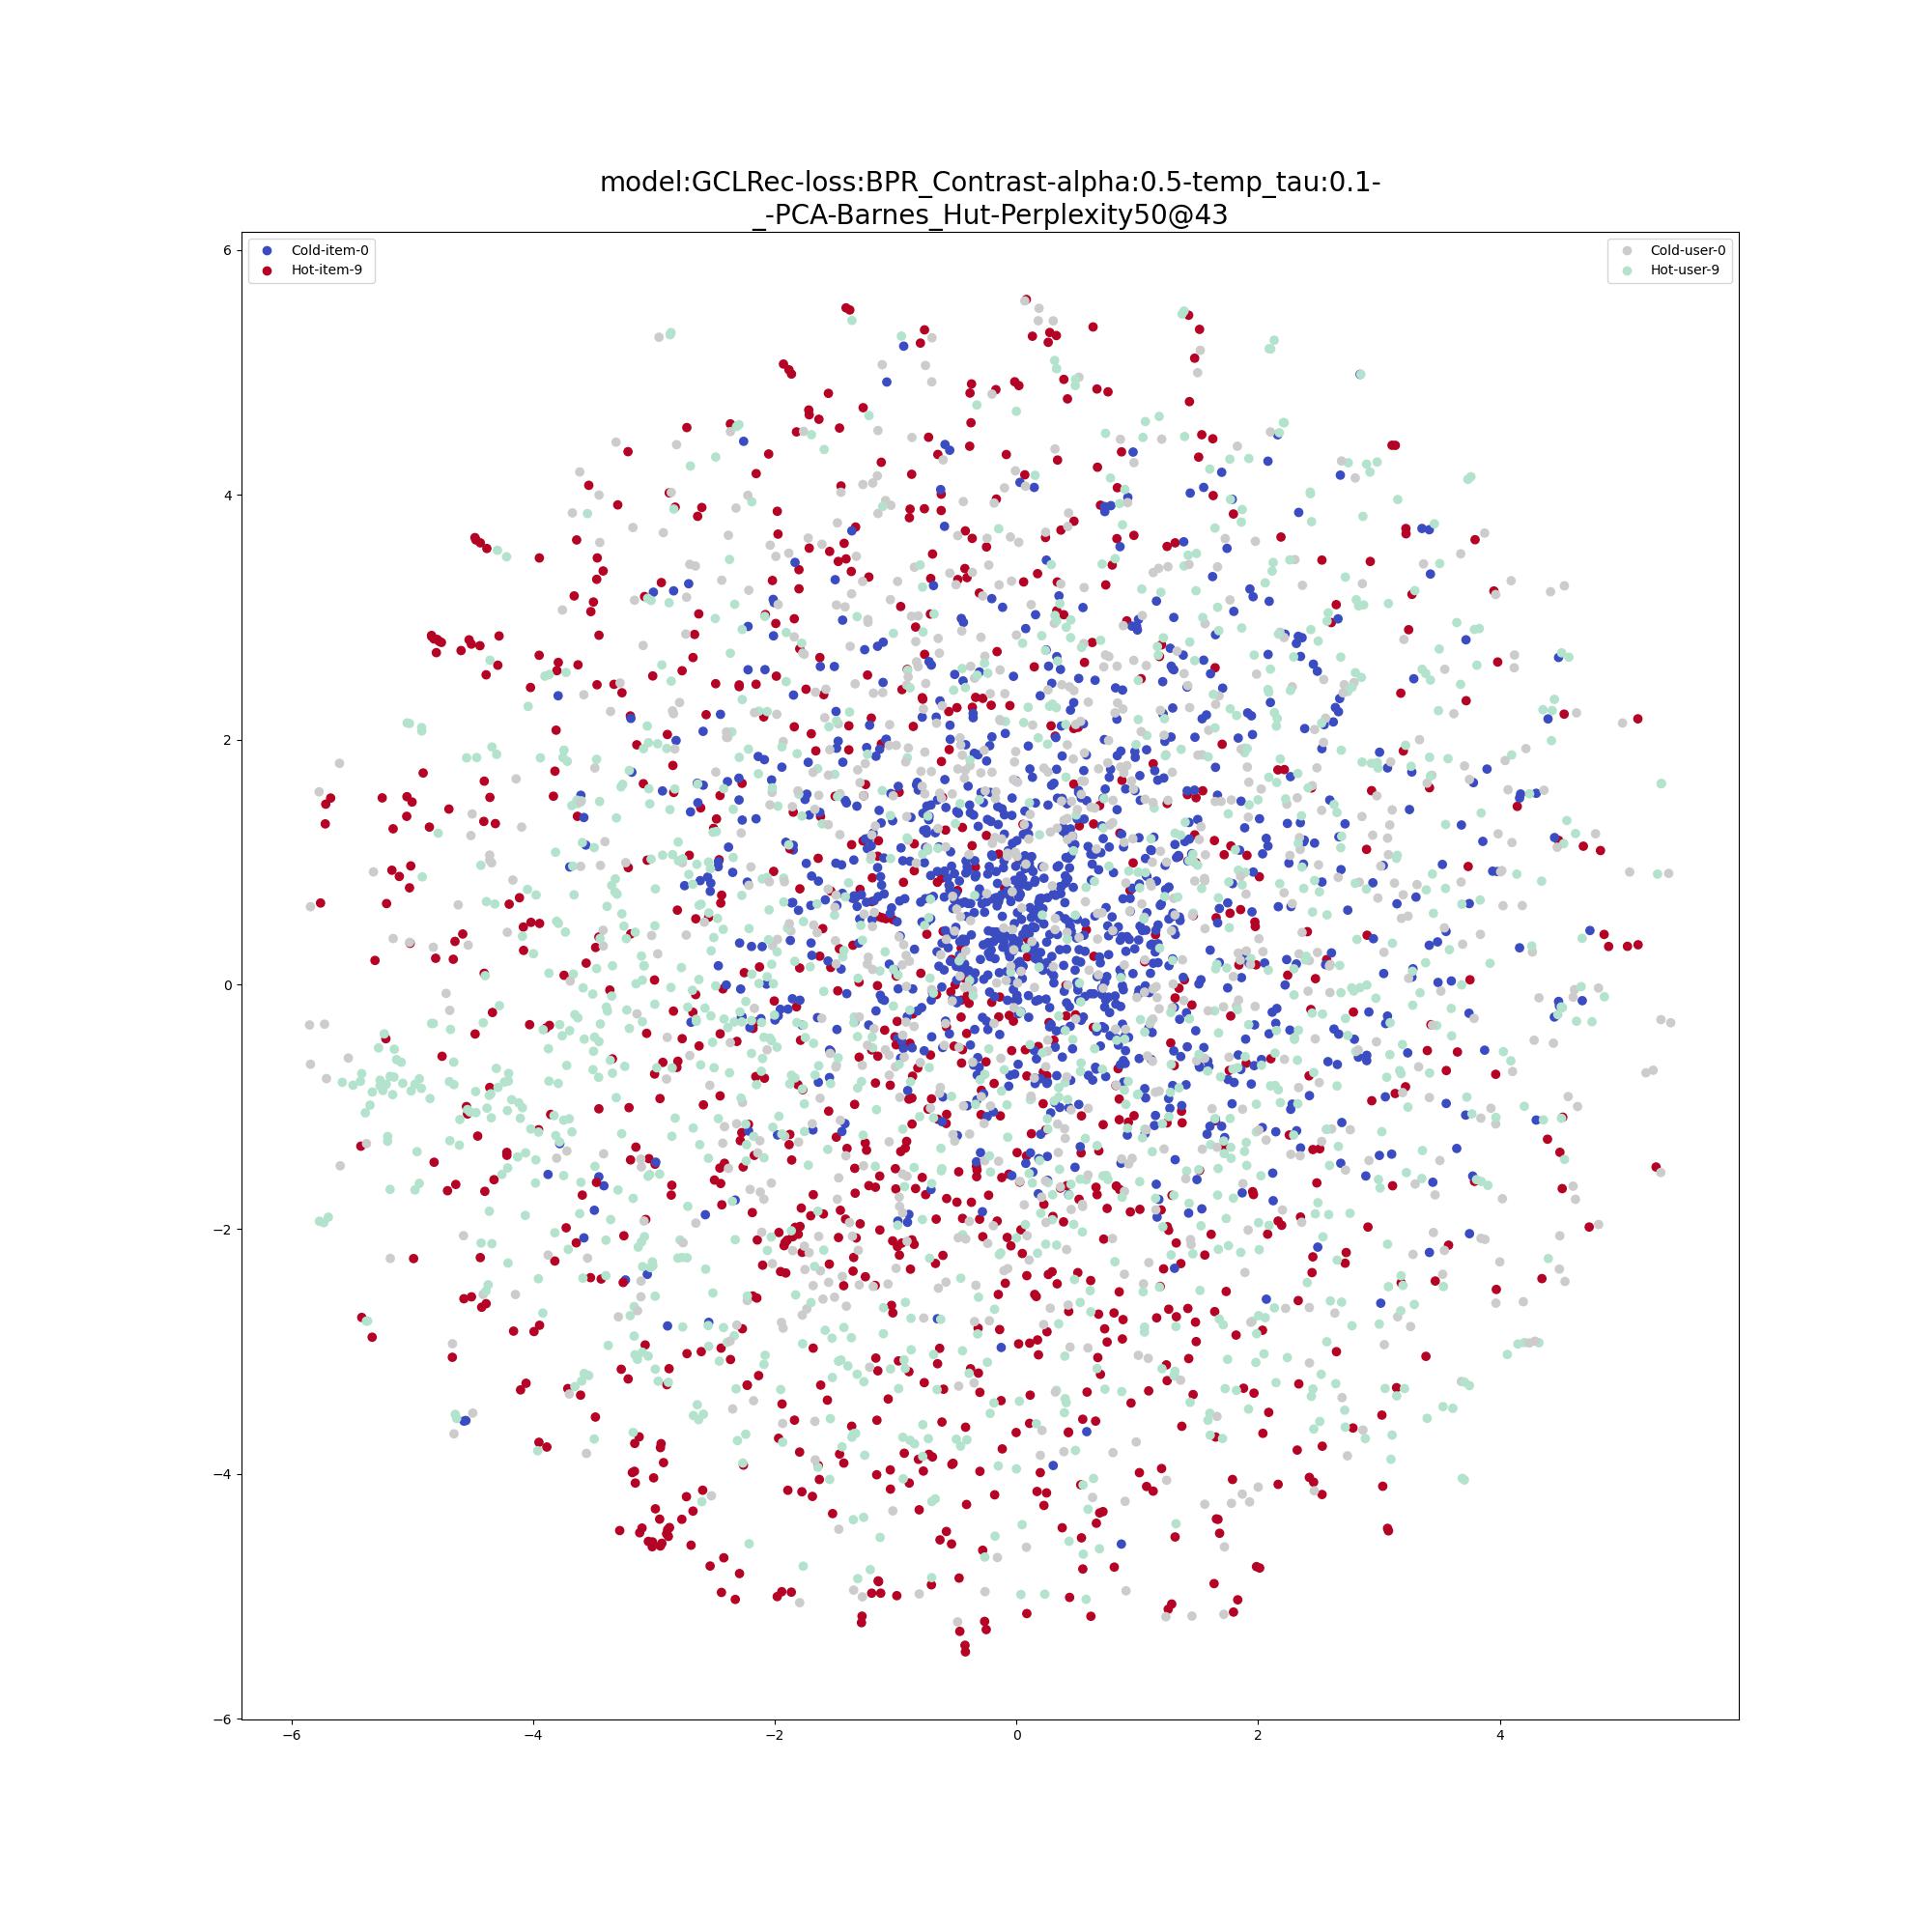 model:GCLRec-loss:BPR_Contrast-alpha:0.5-temp_tau:0.1-
_-PCA-Barnes_Hut-Perplexity50@43
Cold-item-0
Hot-item-9
Cold-user-0
Hot-user-9
6
4
2
0
−2
−4
−6
−6
−4
−2
0
2
4